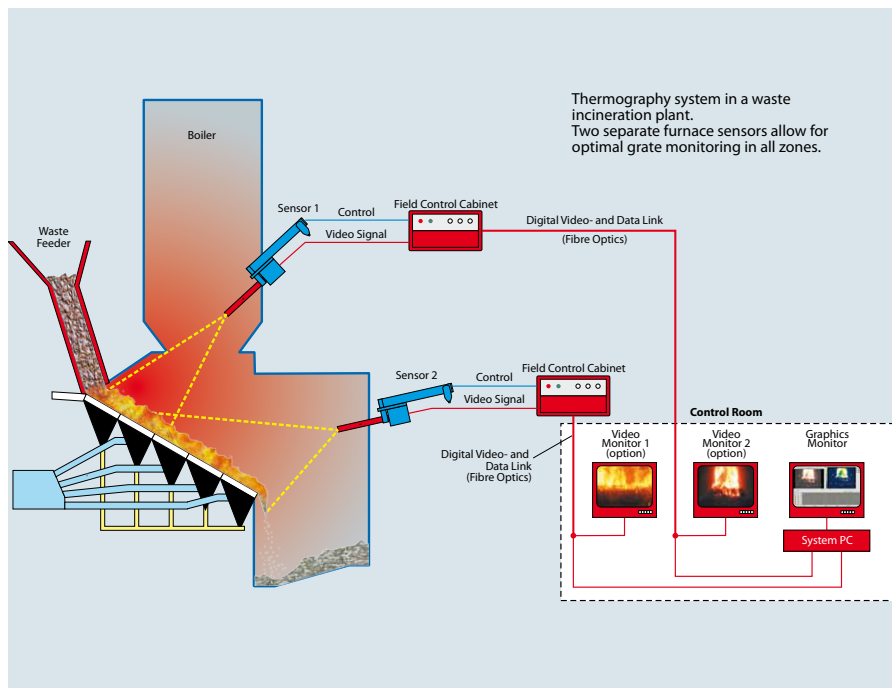 Thermography system in a waste
incineration plant.
Two separate furnace sensors allow for
optimal grate monitoring in all zones.
Boiler
Waste
Feeder
Sensor 1
Control
Video Signal
Field Control Cabinet
Digital Video- and Data Link
(Fibre Optics)
Sensor 2
Control
Video Signal
Field Control Cabinet
Digital Video- and
Data Link
(Fibre Optics)
Control Room
Video
Monitor 1
(option)
Video
Monitor 2
(option)
Graphics
Monitor
System PC